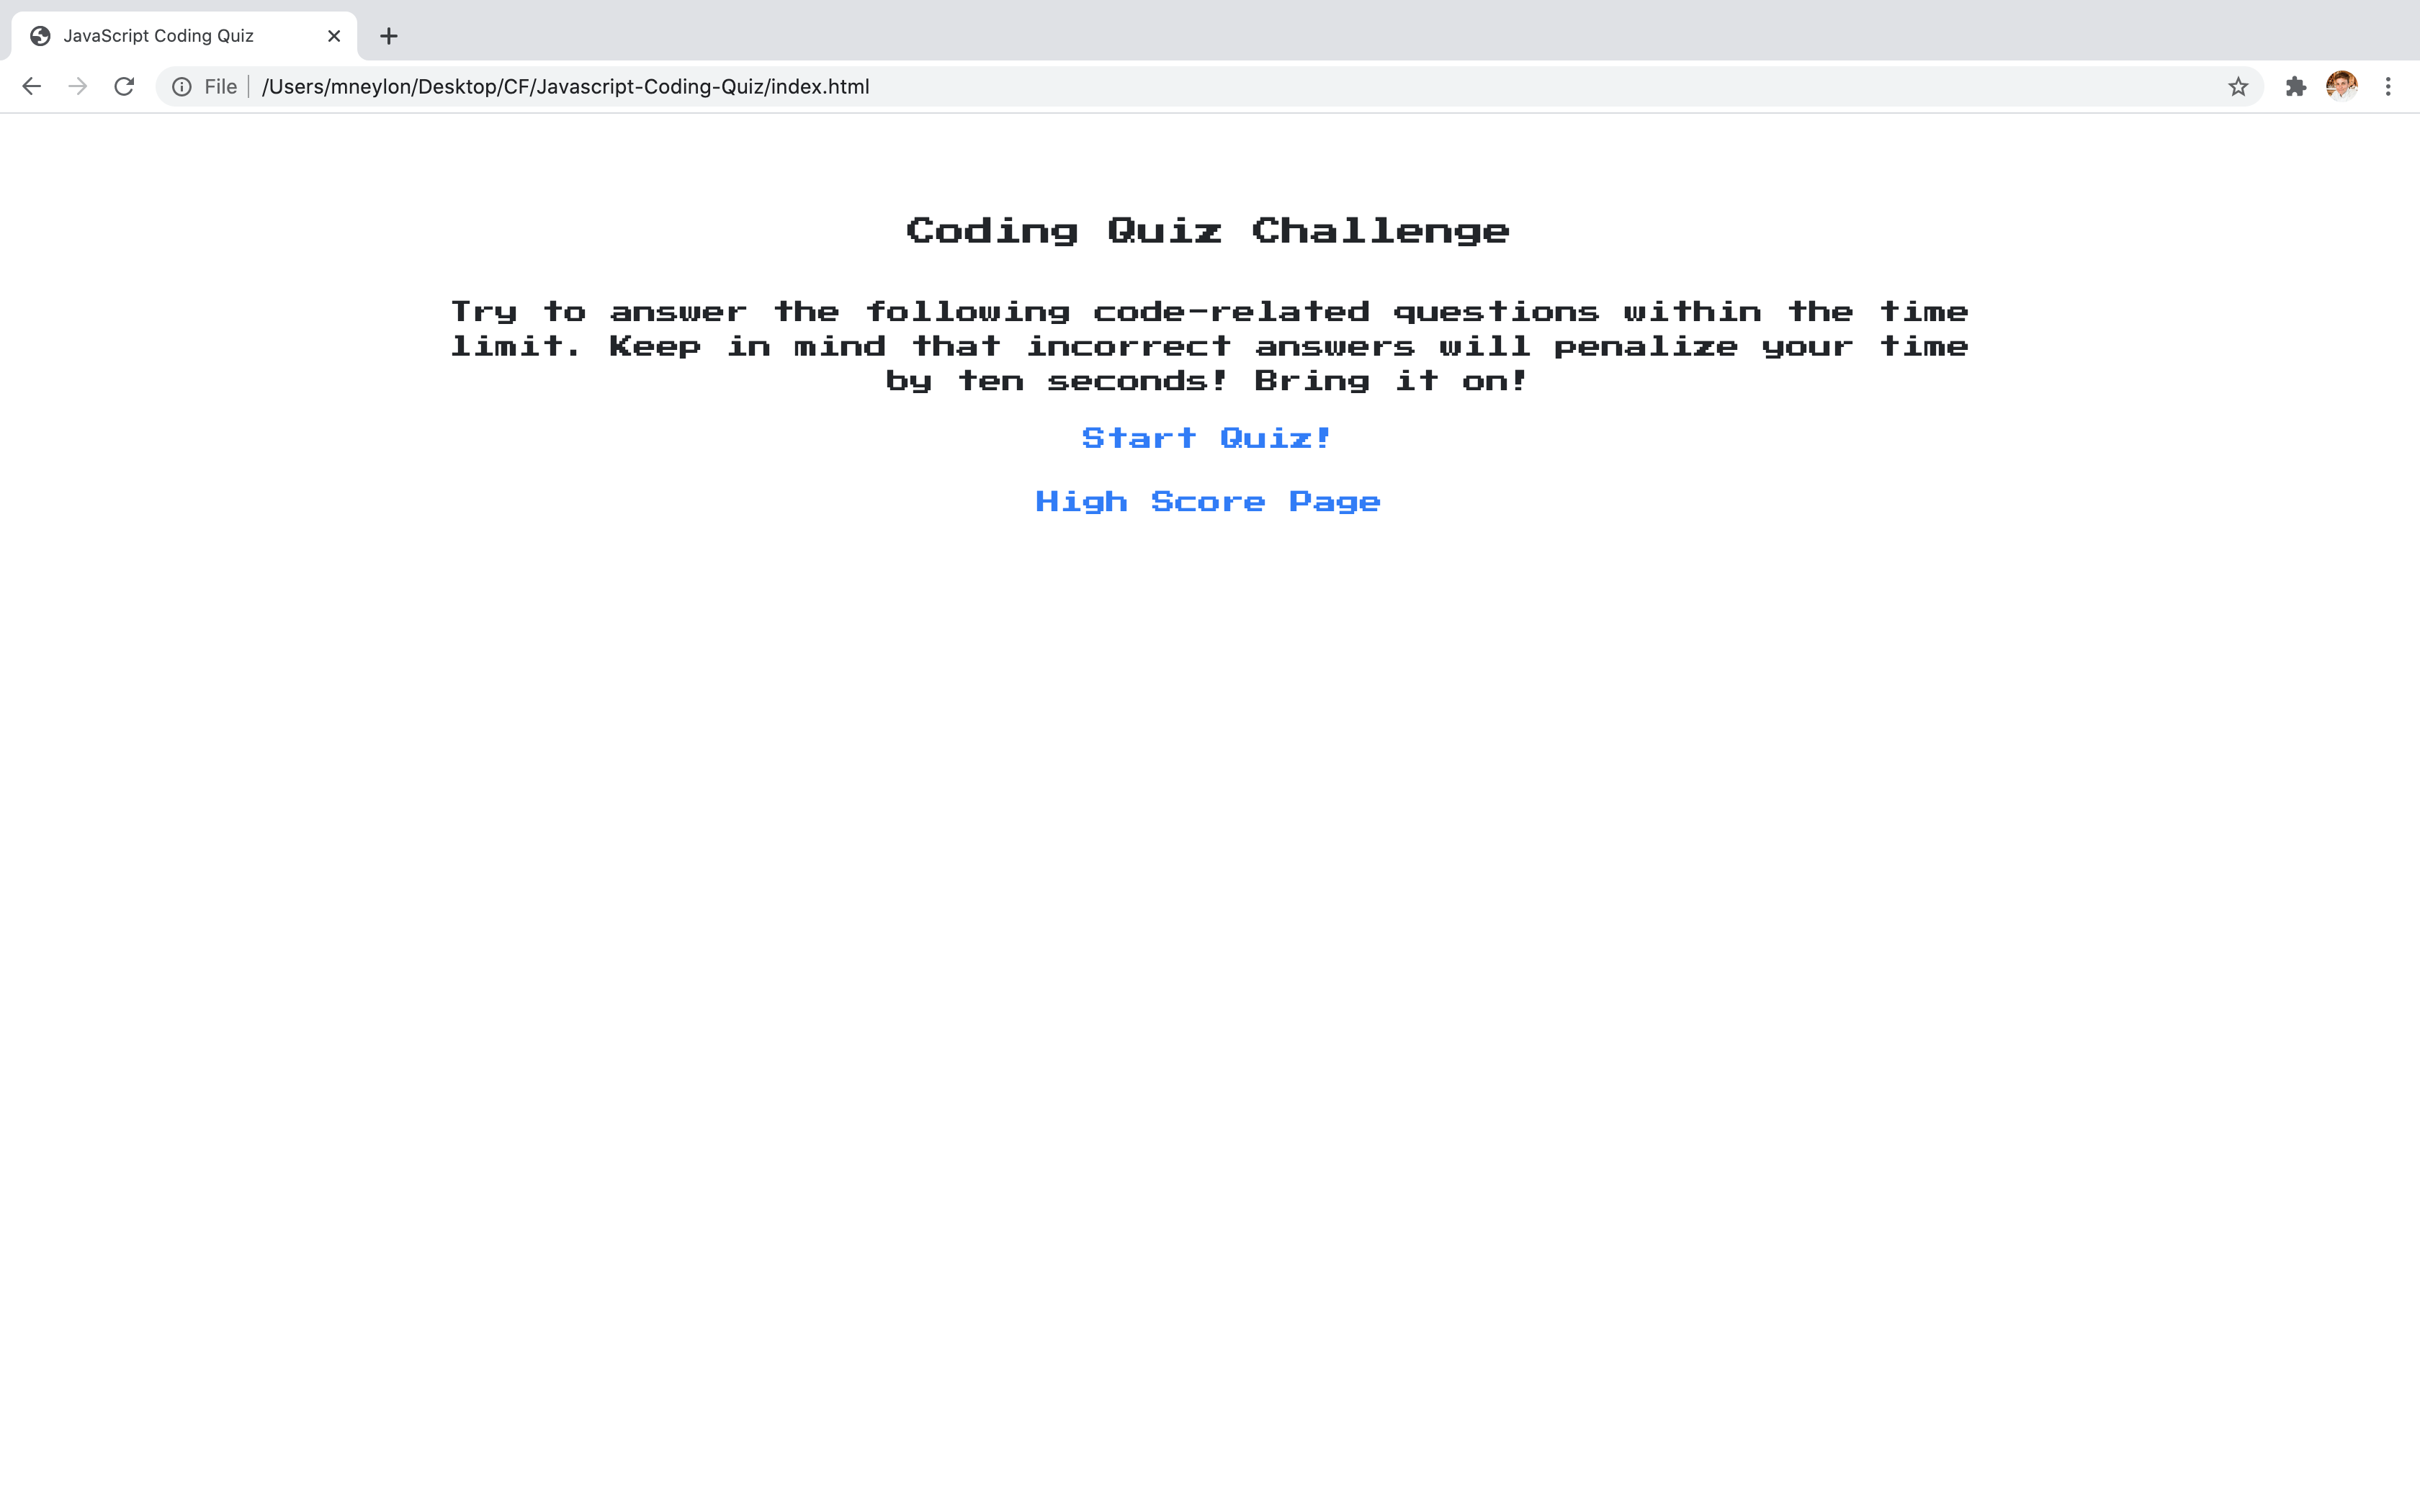 JavaScript Coding Quiz
File /Users/mneylon/Desktop/CF/Javascript-Coding-Quiz/index.html
Coding Quiz Challenge
Try to answer the following code-related questions within the time
limit. Keep in mind that incorrect answers will penalize your time
by ten seconds! Bring it on!
Start Quiz!
High Score Page